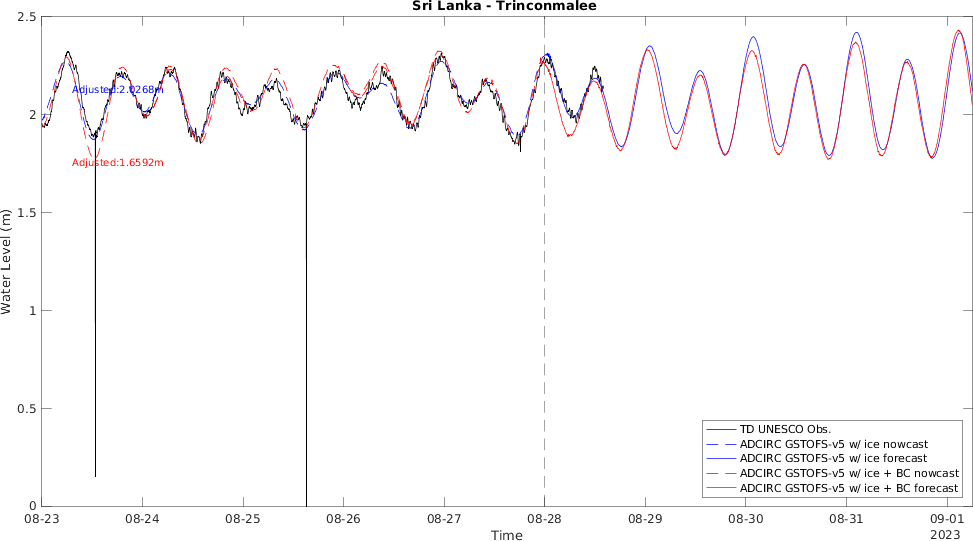 Sri Lanka - Trinconmalee
2.5
2
1.5
1
0.5
0
Water Level (m)
Adjusted:2.0268m
Adjusted:1.6592m
TD UNESCO Obs.
ADCIRC GSTOFS-v5 w/ ice nowcast
ADCIRC GSTOFS-v5 w/ ice forecast
ADCIRC GSTOFS-v5 w/ ice + BC nowcast
ADCIRC GSTOFS-v5 w/ ice + BC forecast
08-23 08-24 08-25 08-26 08-27 08-28 08-29 08-30 08-31 09-01
2023
Time